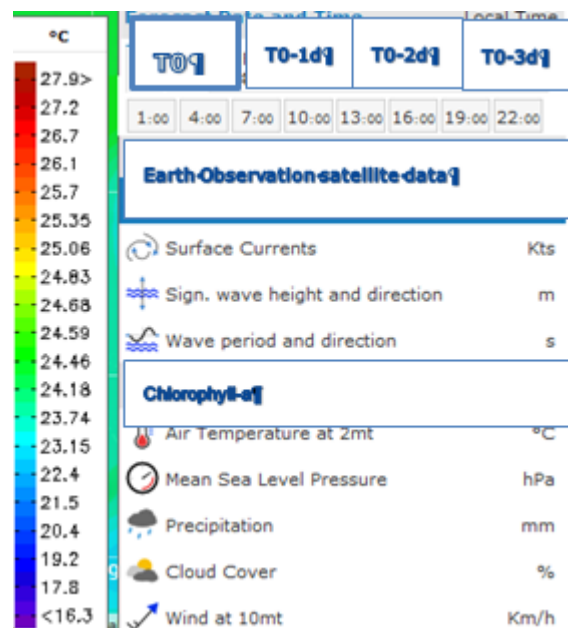 Forecast Date and Time Local Time
°C
T0¶ T0-1d¶ T0-2d¶ T0-3d¶
27.9>
27.2
26.7
26.1
25.7
25.35
25.06
24.83
24.68
24.59
24.46
24.18
23.74
23.15
22.4
21.5
20.4
19.2
17.8
<16.3
1:00 4:00 7:00 10:00 13:00 16:00 19:00 22:00
Earth·Observation·satellite·data¶
Surface Currents Kts
Sign. wave height and direction m
Wave period and direction s
Chlorophyll-a¶
Air Temperature at 2mt °C
Mean Sea Level Pressure hPa
Precipitation mm
Cloud Cover %
Wind at 10mt Km/h